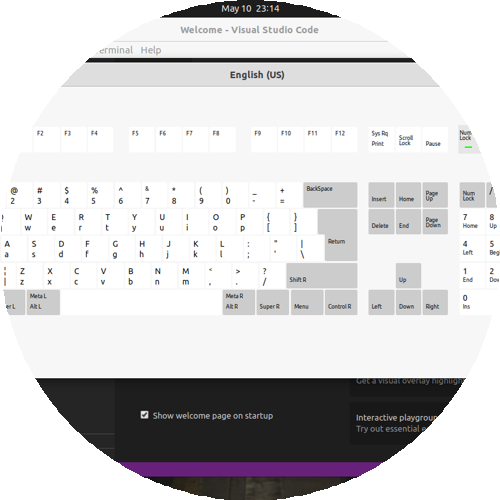 May 10 23:14
Welcome - Visual Studio Code
erminal Help
English (US)
F2 F3 F4 F5 F6 F7 F8 F9 F10 F11 F12 Sys Rq Print Scroll Lock Pause Num Lock
@ # $ % ^ & * ( ) _ + BackSpace Insert Home Page Up Num Lock /
2 3 4 5 6 7 8 9 0 - =
W E R T Y U I O P { } Delete End Page Down 7 8
w e r t y u i o p [ ] Return Home Up
A S D F G H J K L : " | 4 5
a s d f g h j k l ; ' \ Left Begi
¦ Z X C V B N M < > ? Shift R Up 1 2
| z x c v b n m , . / End Do
er L Meta L Alt L Meta R Alt R Super R Menu Control R Left Down Right 0 Ins
Get a visual overlay highligh
Show welcome page on startup
Interactive playgroun
Try out essential e